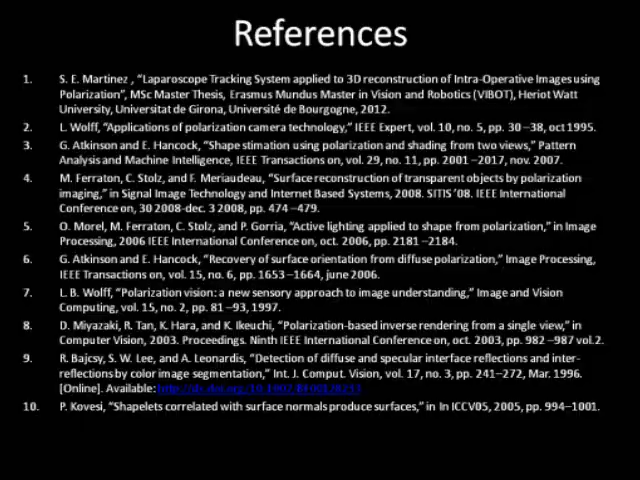 References
1. S. E. Martinez , “Laparoscope Tracking System applied to 3D reconstruction of Intra-Operative Images using
Polarization”, MSc Master Thesis, Erasmus Mundus Master in Vision and Robotics (VIBOT), Heriot Watt
University, Universitat de Girona, Université de Bourgogne, 2012.
2. L. Wolff, “Applications of polarization camera technology,” IEEE Expert, vol. 10, no. 5, pp. 30 –38, oct 1995.
3. G. Atkinson and E. Hancock, “Shape stimation using polarization and shading from two views,” Pattern
Analysis and Machine Intelligence, IEEE Transactions on, vol. 29, no. 11, pp. 2001 –2017, nov. 2007.
4. M. Ferraton, C. Stolz, and F. Meriaudeau, “Surface reconstruction of transparent objects by polarization
imaging,” in Signal Image Technology and Internet Based Systems, 2008. SITIS ’08. IEEE International
Conference on, 30 2008-dec. 3 2008, pp. 474 –479.
5. O. Morel, M. Ferraton, C. Stolz, and P. Gorria, “Active lighting applied to shape from polarization,” in Image
Processing, 2006 IEEE International Conference on, oct. 2006, pp. 2181 –2184.
6. G. Atkinson and E. Hancock, “Recovery of surface orientation from diffuse polarization,” Image Processing,
IEEE Transactions on, vol. 15, no. 6, pp. 1653 –1664, june 2006.
7. L. B. Wolff, “Polarization vision: a new sensory approach to image understanding,” Image and Vision
Computing, vol. 15, no. 2, pp. 81 –93, 1997.
8. D. Miyazaki, R. Tan, K. Hara, and K. Ikeuchi, “Polarization-based inverse rendering from a single view,” in
Computer Vision, 2003. Proceedings. Ninth IEEE International Conference on, oct. 2003, pp. 982 –987 vol.2.
9. R. Bajcsy, S. W. Lee, and A. Leonardis, “Detection of diffuse and specular interface reflections and inter-
reflections by color image segmentation,” Int. J. Comput. Vision, vol. 17, no. 3, pp. 241–272, Mar. 1996.
[Online]. Available:
10. P. Kovesi, “Shapelets correlated with surface normals produce surfaces,” in In ICCV05, 2005, pp. 994–1001.